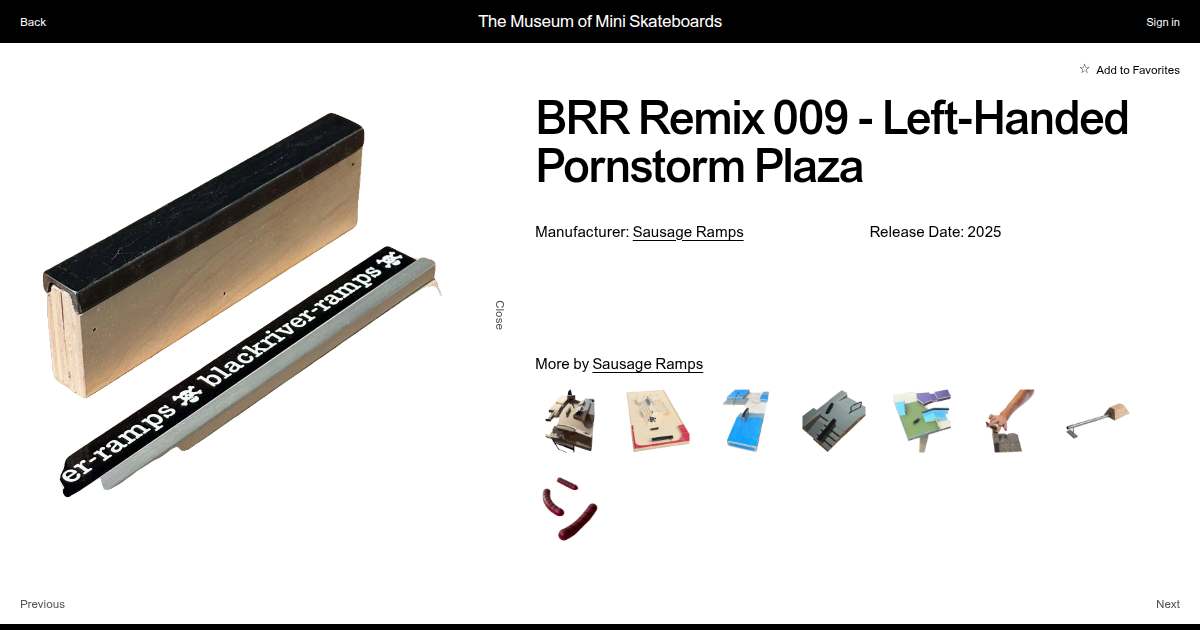 Back
The Museum of Mini Skateboards
Sign in
☆ Add to Favorites
BRR Remix 009 - Left-Handed
Pornstorm Plaza
Manufacturer: Sausage Ramps
Release Date: 2025
er-ramps blackriver-ramps
Close
More by Sausage Ramps
Previous
Next